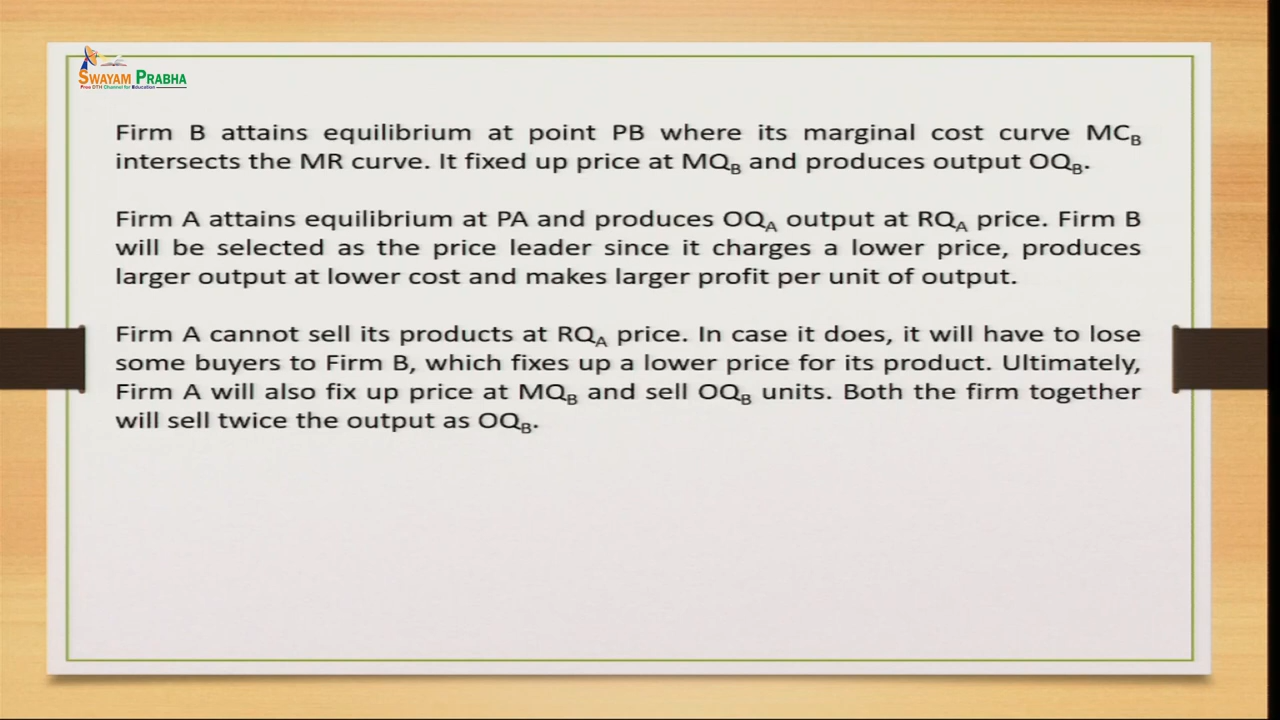 SWAYAM PRABHA
Free DTH Channel for Education
Firm B attains equilibrium at point PB where its marginal cost curve MCB
intersects the MR curve. It fixed up price at MQB and produces output OQB.
Firm A attains equilibrium at PA and produces OQA output at RQA price. Firm B
will be selected as the price leader since it charges a lower price, produces
larger output at lower cost and makes larger profit per unit of output.
Firm A cannot sell its products at RQA price. In case it does, it will have to lose
some buyers to Firm B, which fixes up a lower price for its product. Ultimately,
Firm A will also fix up price at MQB and sell OQB units. Both the firm together
will sell twice the output as OQB.